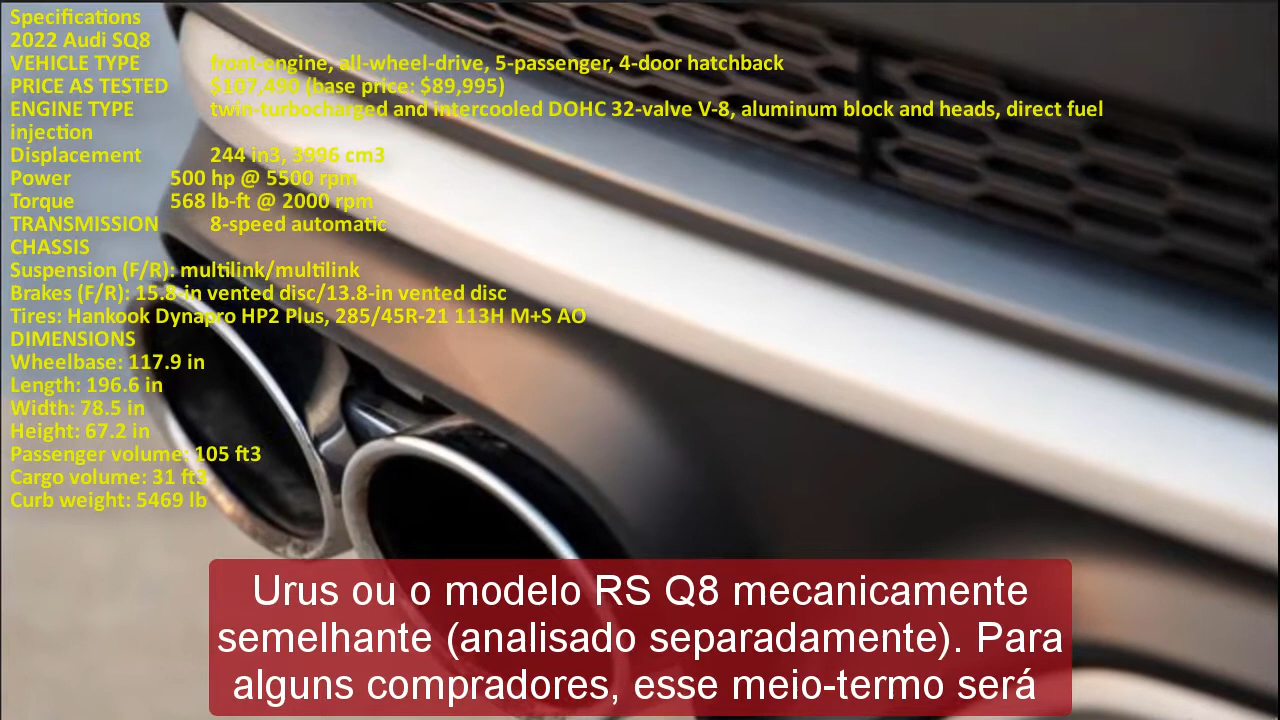 Specifications
2022 Audi SQ8
VEHICLE TYPE front-engine, all-wheel-drive, 5-passenger, 4-door hatchback
PRICE AS TESTED $107,490 (base price: $89,995)
ENGINE TYPE twin-turbocharged and intercooled DOHC 32-valve V-8, aluminum block and heads, direct fuel
injection
Displacement 244 in3, 3996 cm3
Power 500 hp @ 5500 rpm
Torque 568 lb-ft @ 2000 rpm
TRANSMISSION 8-speed automatic
CHASSIS
Suspension (F/R): multilink/multilink
Brakes (F/R): 15.8-in vented disc/13.8-in vented disc
Tires: Hankook Dynapro HP2 Plus, 285/45R-21 113H M+S AO
DIMENSIONS
Wheelbase: 117.9 in
Length: 196.6 in
Width: 78.5 in
Height: 67.2 in
Passenger volume: 105 ft3
Cargo volume: 31 ft3
Curb weight: 5469 lb
Urus ou o modelo RS Q8 mecanicamente
semelhante (analisado separadamente). Para
alguns compradores, esse meio-termo será